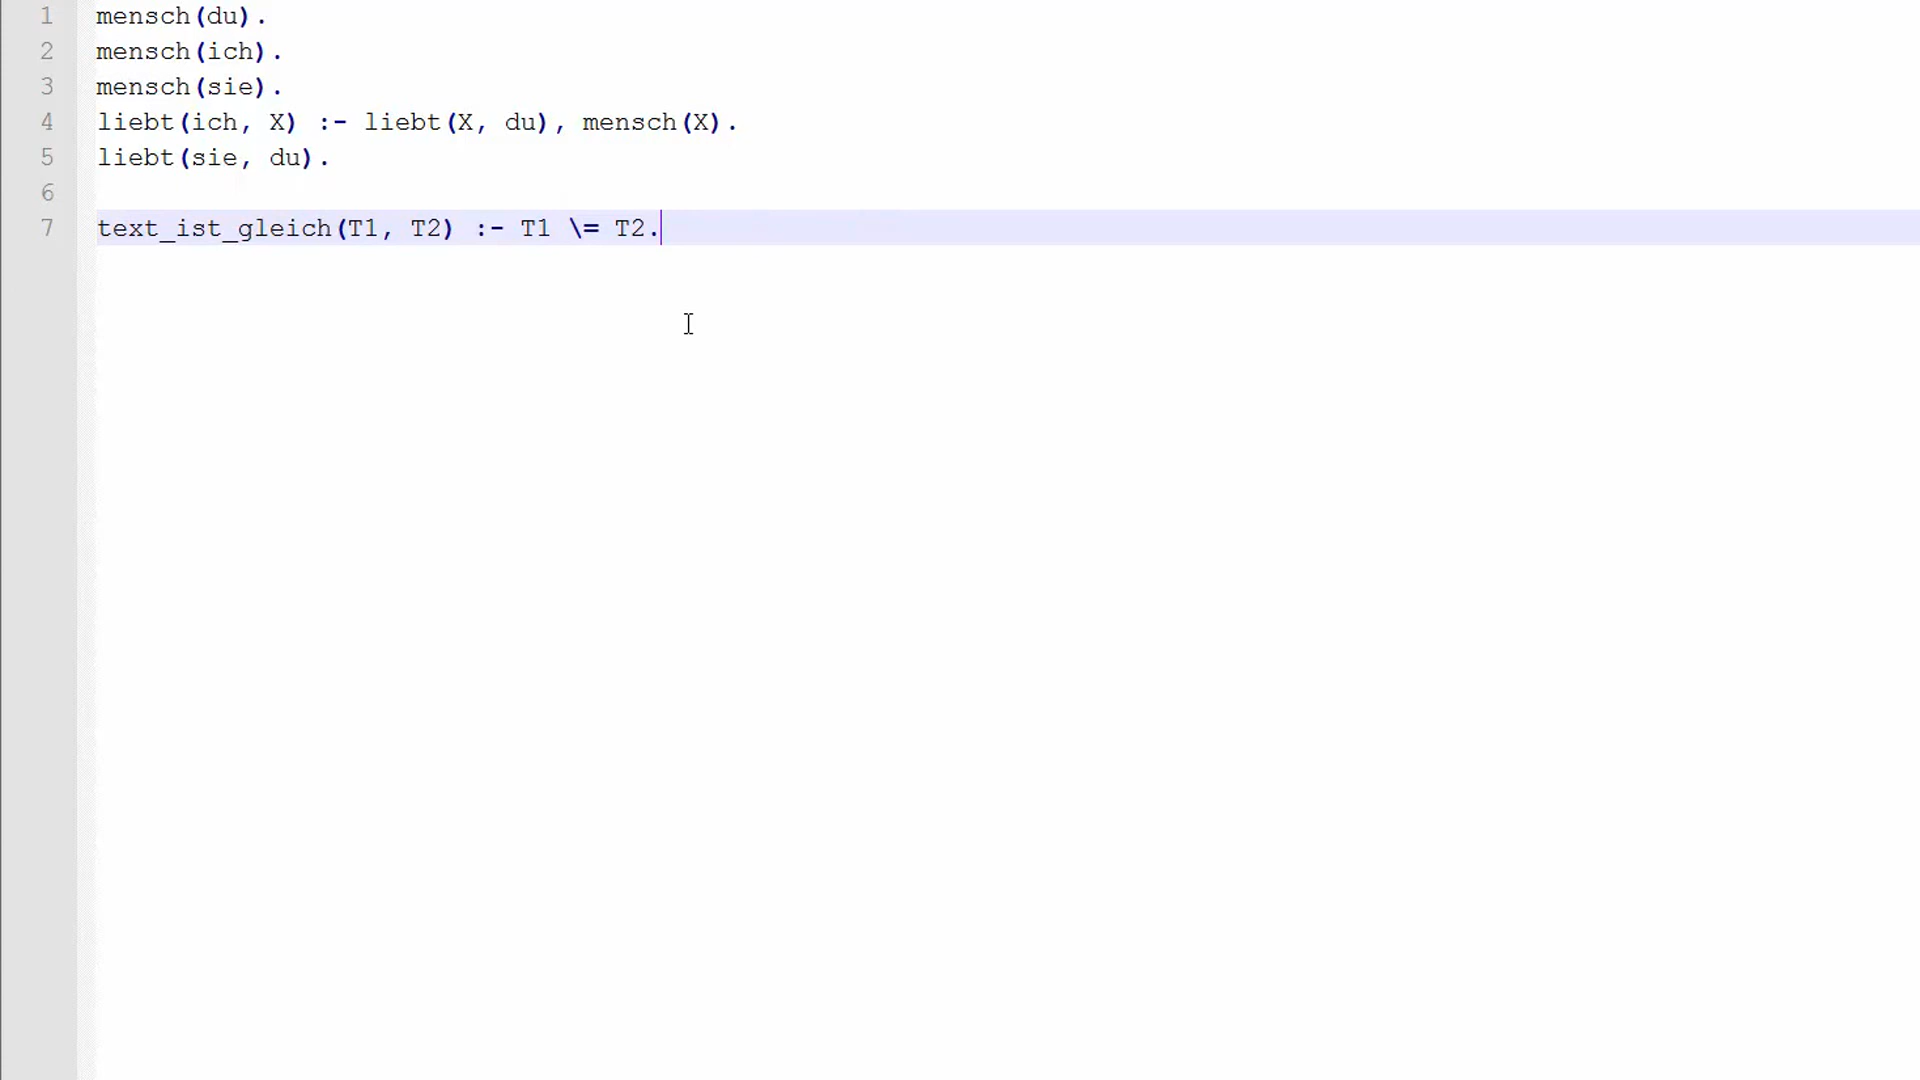 1 mensch(du).
2 mensch(ich).
3 mensch(sie).
4 liebt(ich, X) :- liebt(X, du), mensch(X).
5 liebt(sie, du).
6
7 text_ist_gleich(T1, T2) :- T1 \= T2.